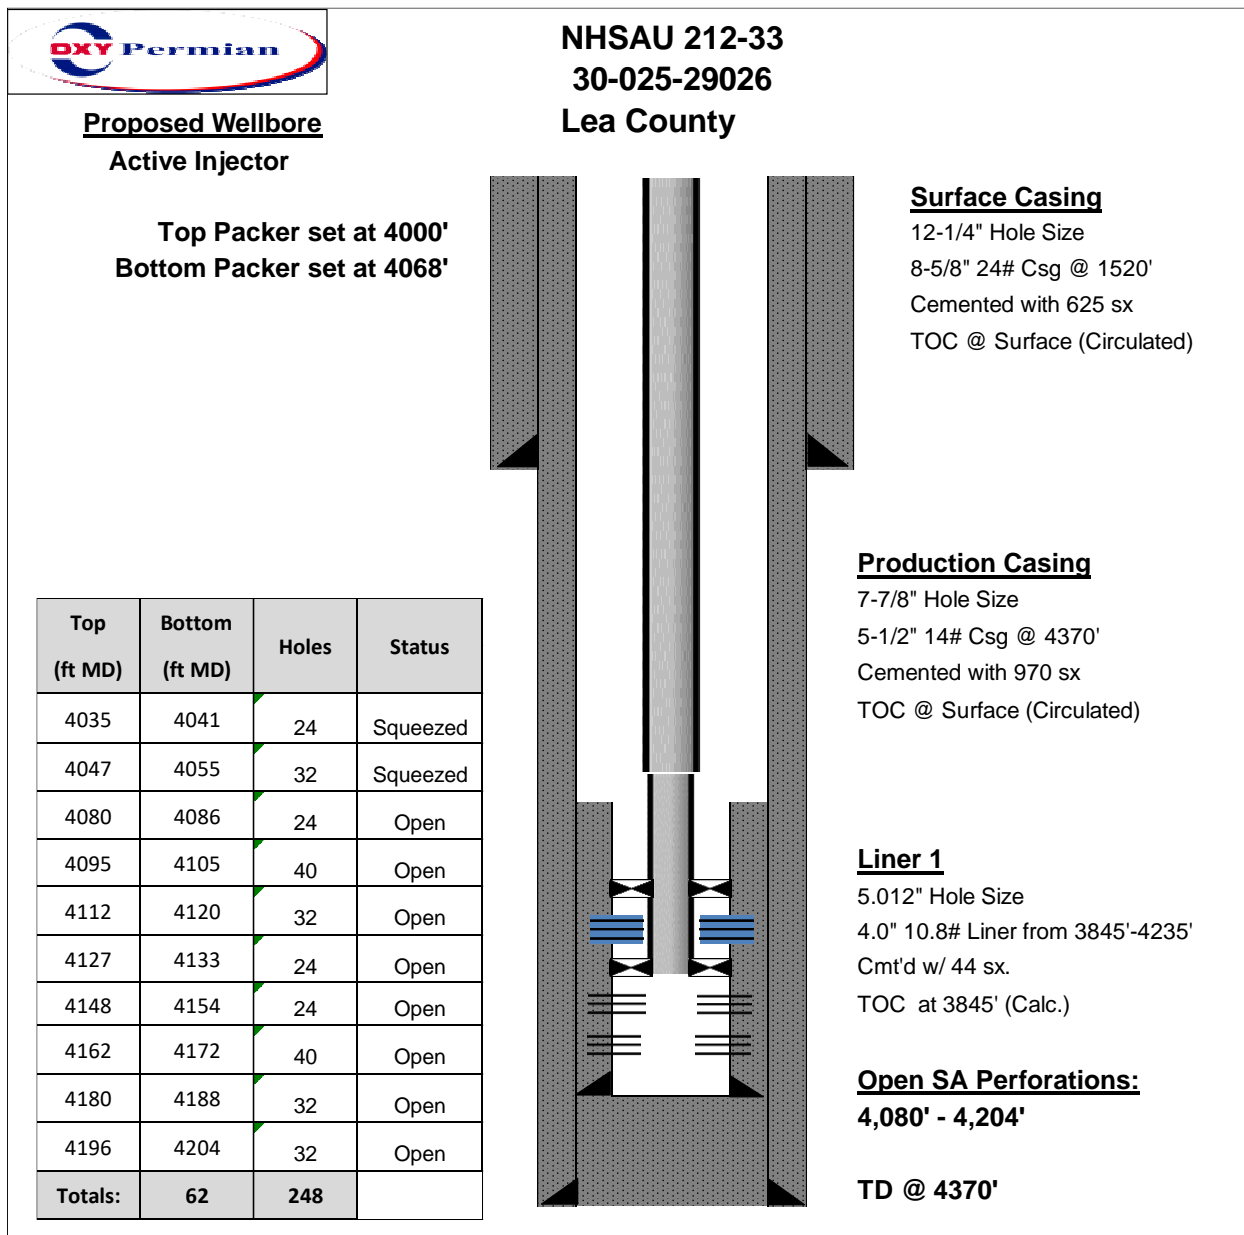 OXY Permian
NHSAU 212-33
30-025-29026
Lea County
Proposed Wellbore
Active Injector
Top Packer set at 4000'
Bottom Packer set at 4068'
Surface Casing
12-1/4" Hole Size
8-5/8" 24# Csg @ 1520'
Cemented with 625 sx
TOC @ Surface (Circulated)
Production Casing
7-7/8" Hole Size
5-1/2" 14# Csg @ 4370'
Cemented with 970 sx
TOC @ Surface (Circulated)
Top (ft MD) Bottom (ft MD) Holes Status
4035 4041 24 Squeezed
4047 4055 32 Squeezed
4080 4086 24 Open
4095 4105 40 Open
4112 4120 32 Open
4127 4133 24 Open
4148 4154 24 Open
4162 4172 40 Open
4180 4188 32 Open
4196 4204 32 Open
Totals: 62 248
Liner 1
5.012" Hole Size
4.0" 10.8# Liner from 3845'-4235'
Cmt'd w/ 44 sx.
TOC at 3845' (Calc.)
Open SA Perforations:
4,080' - 4,204'
TD @ 4370'